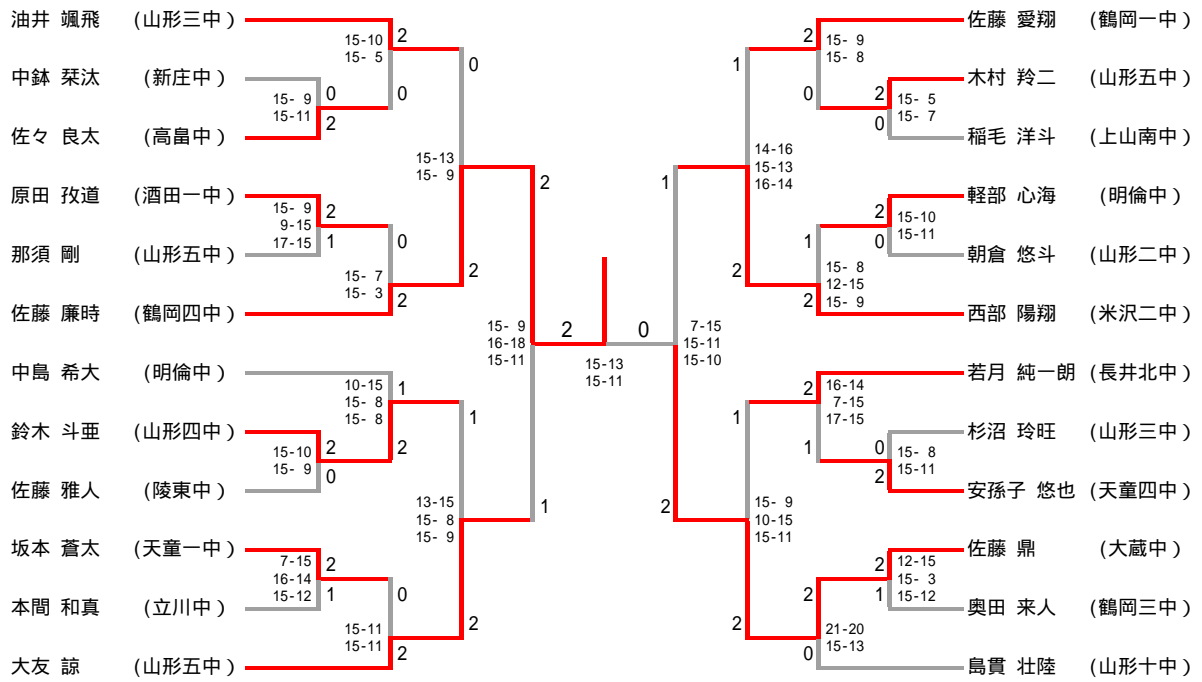 油井 颯飛 (山形三中)
中鉢 栞汰 (新庄中)
佐々 良太 (高畠中)
原田 孜道 (酒田一中)
那須 剛 (山形五中)
佐藤 廉時 (鶴岡四中)
中島 希大 (明倫中)
鈴木 斗亜 (山形四中)
佐藤 雅人 (陵東中)
坂本 蒼太 (天童一中)
本間 和真 (立川中)
大友 諒 (山形五中)
15-10 2
15- 5
0
15- 9 0
15-11 2
0
15-13
15- 9
2
15- 9 2
9-15
17-15 1
0
15- 7
15- 3 2
2
15- 9
16-18
15-11
1
10-15 1
15- 8
15- 8 2
15-10 2
15- 9 0
1
13-15
15- 8
15- 9
2
7-15 2
16-14
15-12 1
0
15-11
15-11 2
2 0
15-13
15-11
1
7-15
15-11
15-10
2
1
14-16
15-13
16-14
2
2 15- 9
15- 8
0
2 15- 5
15- 7
0
2 15-10
15-11
0
1
15- 8
12-15
2 15- 9
1
15- 9
10-15
15-11
2
2 16-14
7-15
17-15
1
0 15- 8
2 15-11
2 12-15
15- 3
1 15-12
2
21-20
0 15-13
佐藤 愛翔 (鶴岡一中)
木村 羚二 (山形五中)
稲毛 洋斗 (上山南中)
軽部 心海 (明倫中)
朝倉 悠斗 (山形二中)
西部 陽翔 (米沢二中)
若月 純一朗 (長井北中)
杉沼 玲旺 (山形三中)
安孫子 悠也 (天童四中)
佐藤 鼎 (大蔵中)
奥田 来人 (鶴岡三中)
島貫 壮陸 (山形十中)